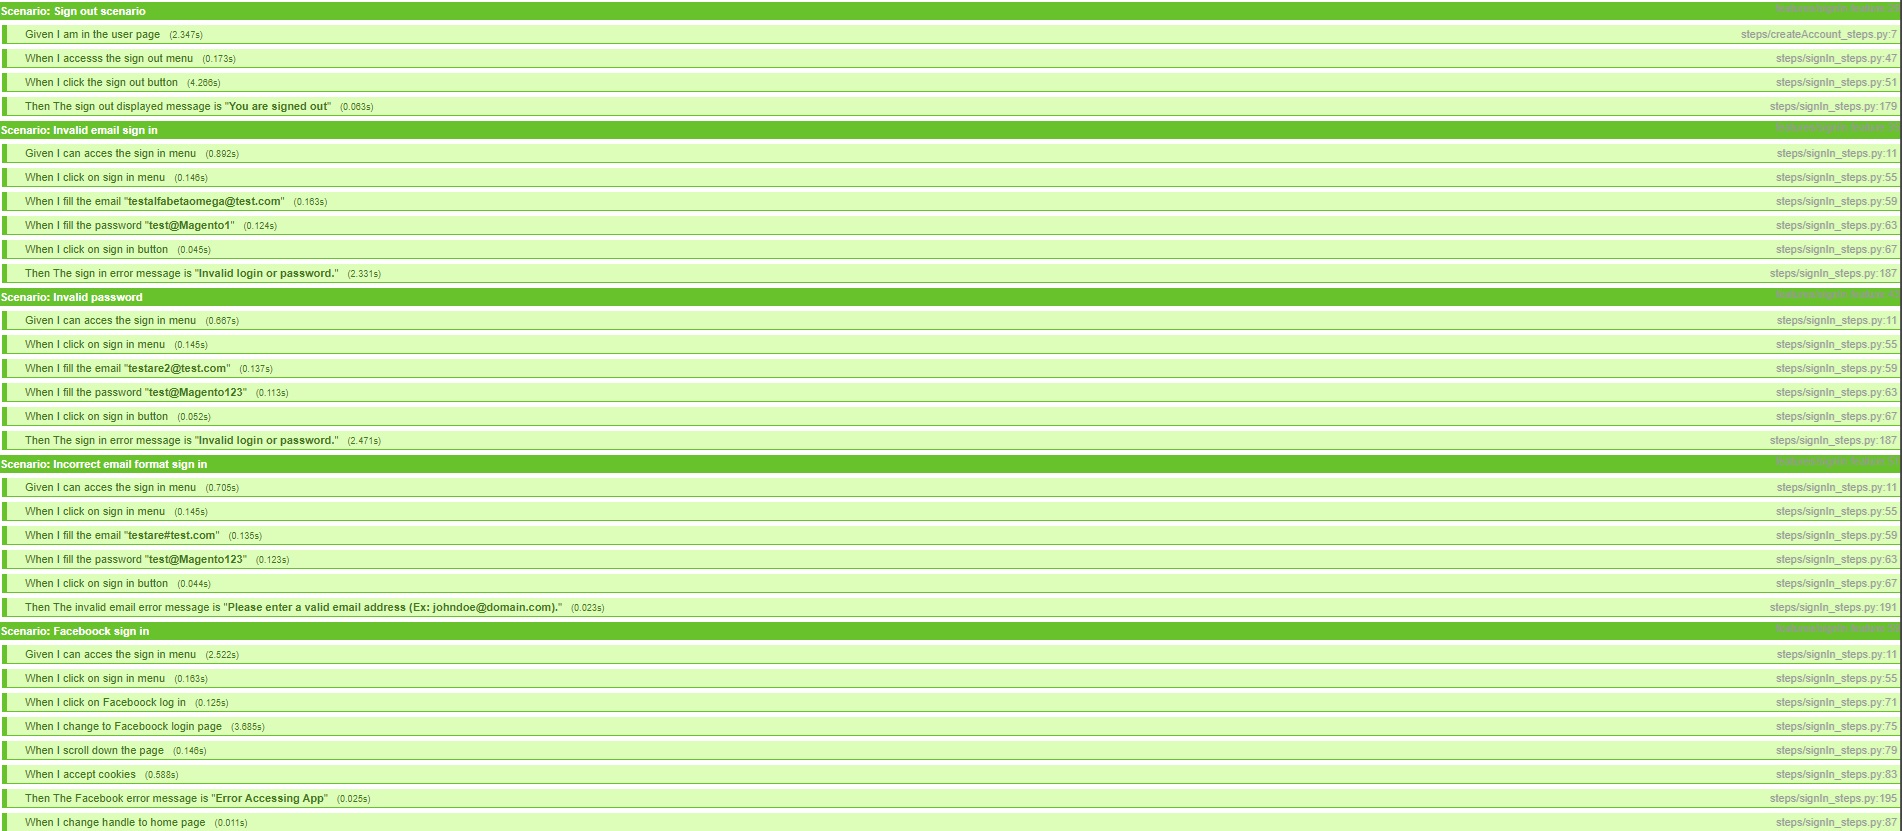 Scenario: Sign out scenario
Given I am in the user page (2.347s) steps/createAccount_steps.py:7
When I accesss the sign out menu (0.173s) steps/signIn_steps.py:47
When I click the sign out button (4.266s) steps/signIn_steps.py:51
Then The sign out displayed message is "You are signed out" (0.063s) steps/signIn_steps.py:179
Scenario: Invalid email sign in
Given I can acces the sign in menu (0.892s) steps/signIn_steps.py:11
When I click on sign in menu (0.146s) steps/signIn_steps.py:55
When I fill the email "testalfabetaomega@test.com" (0.163s) steps/signIn_steps.py:59
When I fill the password "test@Magento1" (0.124s) steps/signIn_steps.py:63
When I click on sign in button (0.045s) steps/signIn_steps.py:67
Then The sign in error message is "Invalid login or password." (2.331s) steps/signIn_steps.py:187
Scenario: Invalid password
Given I can acces the sign in menu (0.667s) steps/signIn_steps.py:11
When I click on sign in menu (0.145s) steps/signIn_steps.py:55
When I fill the email "testare2@test.com" (0.137s) steps/signIn_steps.py:59
When I fill the password "test@Magento123" (0.113s) steps/signIn_steps.py:63
When I click on sign in button (0.052s) steps/signIn_steps.py:67
Then The sign in error message is "Invalid login or password." (2.471s) steps/signIn_steps.py:187
Scenario: Incorrect email format sign in
Given I can acces the sign in menu (0.705s) steps/signIn_steps.py:11
When I click on sign in menu (0.145s) steps/signIn_steps.py:55
When I fill the email "testare#test.com" (0.135s) steps/signIn_steps.py:59
When I fill the password "test@Magento123" (0.123s) steps/signIn_steps.py:63
When I click on sign in button (0.044s) steps/signIn_steps.py:67
Then The invalid email error message is "Please enter a valid email address (Ex: johndoe@domain.com)." (0.023s) steps/signIn_steps.py:191
Scenario: Faceboock sign in
Given I can acces the sign in menu (2.522s) steps/signIn_steps.py:11
When I click on sign in menu (0.163s) steps/signIn_steps.py:55
When I click on Faceboock log in (0.125s) steps/signIn_steps.py:71
When I change to Faceboock login page (3.685s) steps/signIn_steps.py:75
When I scroll down the page (0.146s) steps/signIn_steps.py:79
When I accept cookies (0.588s) steps/signIn_steps.py:83
Then The Facebook error message is "Error Accessing App" (0.025s) steps/signIn_steps.py:195
When I change handle to home page (0.011s) steps/signIn_steps.py:87